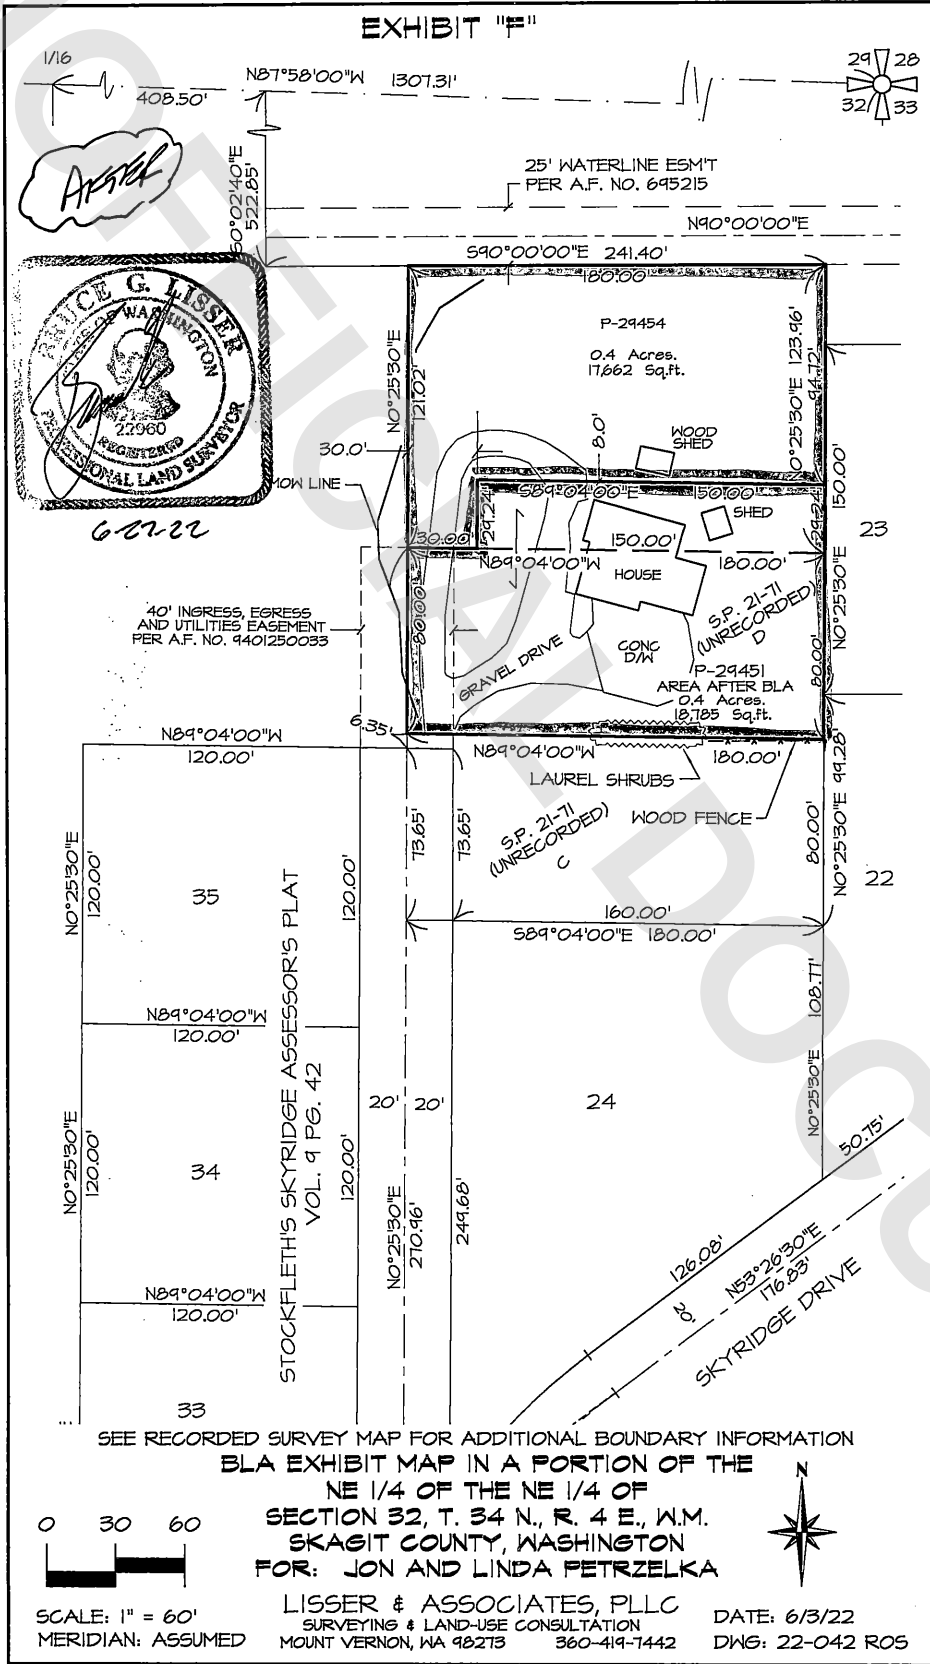 EXHIBIT "F"
1/16
N87°58'00"W 1307.31'
408.50'
29 28
32 33
AFTER
S0°02'40"E
522.85'
25' WATERLINE ESM'T
PER A.F. NO. 695215
N90°00'00"E
S90°00'00"E 241.40'
180.00'
BRUCE G. LISSER
STATE OF WASHINGTON
22960
REGISTERED
PROFESSIONAL LAND SURVEYOR
6-27-22
P-29454
0.4 Acres.
17,662 Sq.ft.
N0°25'30"E
121.02'
N0°25'30"E 123.96'
94.72'
WOOD
SHED
8.0'
30.0'
MOW LINE
S89°04'00"E 150.00'
SHED
29.24'
29.24'
150.00'
30.00'
N89°04'00"W 180.00'
HOUSE
150.00'
23
N0°25'30"E
40' INGRESS, EGRESS
AND UTILITIES EASEMENT
PER A.F. NO. 9401250033
80.00'
80.00'
S.P. 21-71
(UNRECORDED)
D
GRAVEL DRIVE
CONC
D/W
P-29451
AREA AFTER BLA
0.4 Acres.
18,785 Sq.ft.
6.35'
N89°04'00"W
120.00'
N89°04'00"W 180.00'
LAUREL SHRUBS
WOOD FENCE
S.P. 21-71
(UNRECORDED)
C
73.65'
73.65'
80.00'
N0°25'30"E 99.28'
22
N0°25'30"E
120.00'
35
120.00'
160.00'
S89°04'00"E 180.00'
N89°04'00"W
120.00'
STOCKFLETH'S SKYRIDGE ASSESSOR'S PLAT
VOL. 9 PG. 42
20' 20'
24
N0°25'30"E 108.77'
50.75'
N0°25'30"E
120.00'
34
120.00'
N0°25'30"E
270.96'
249.68'
126.08'
N53°26'30"E
176.83'
20'
SKYRIDGE DRIVE
N89°04'00"W
120.00'
33
SEE RECORDED SURVEY MAP FOR ADDITIONAL BOUNDARY INFORMATION
BLA EXHIBIT MAP IN A PORTION OF THE
NE 1/4 OF THE NE 1/4 OF
SECTION 32, T. 34 N., R. 4 E., W.M.
SKAGIT COUNTY, WASHINGTON
FOR: JON AND LINDA PETRZELKA
N
0 30 60
SCALE: 1" = 60'
MERIDIAN: ASSUMED
LISSER & ASSOCIATES, PLLC
SURVEYING & LAND-USE CONSULTATION
MOUNT VERNON, WA 98273 360-419-7442
DATE: 6/3/22
DWG: 22-042 ROS